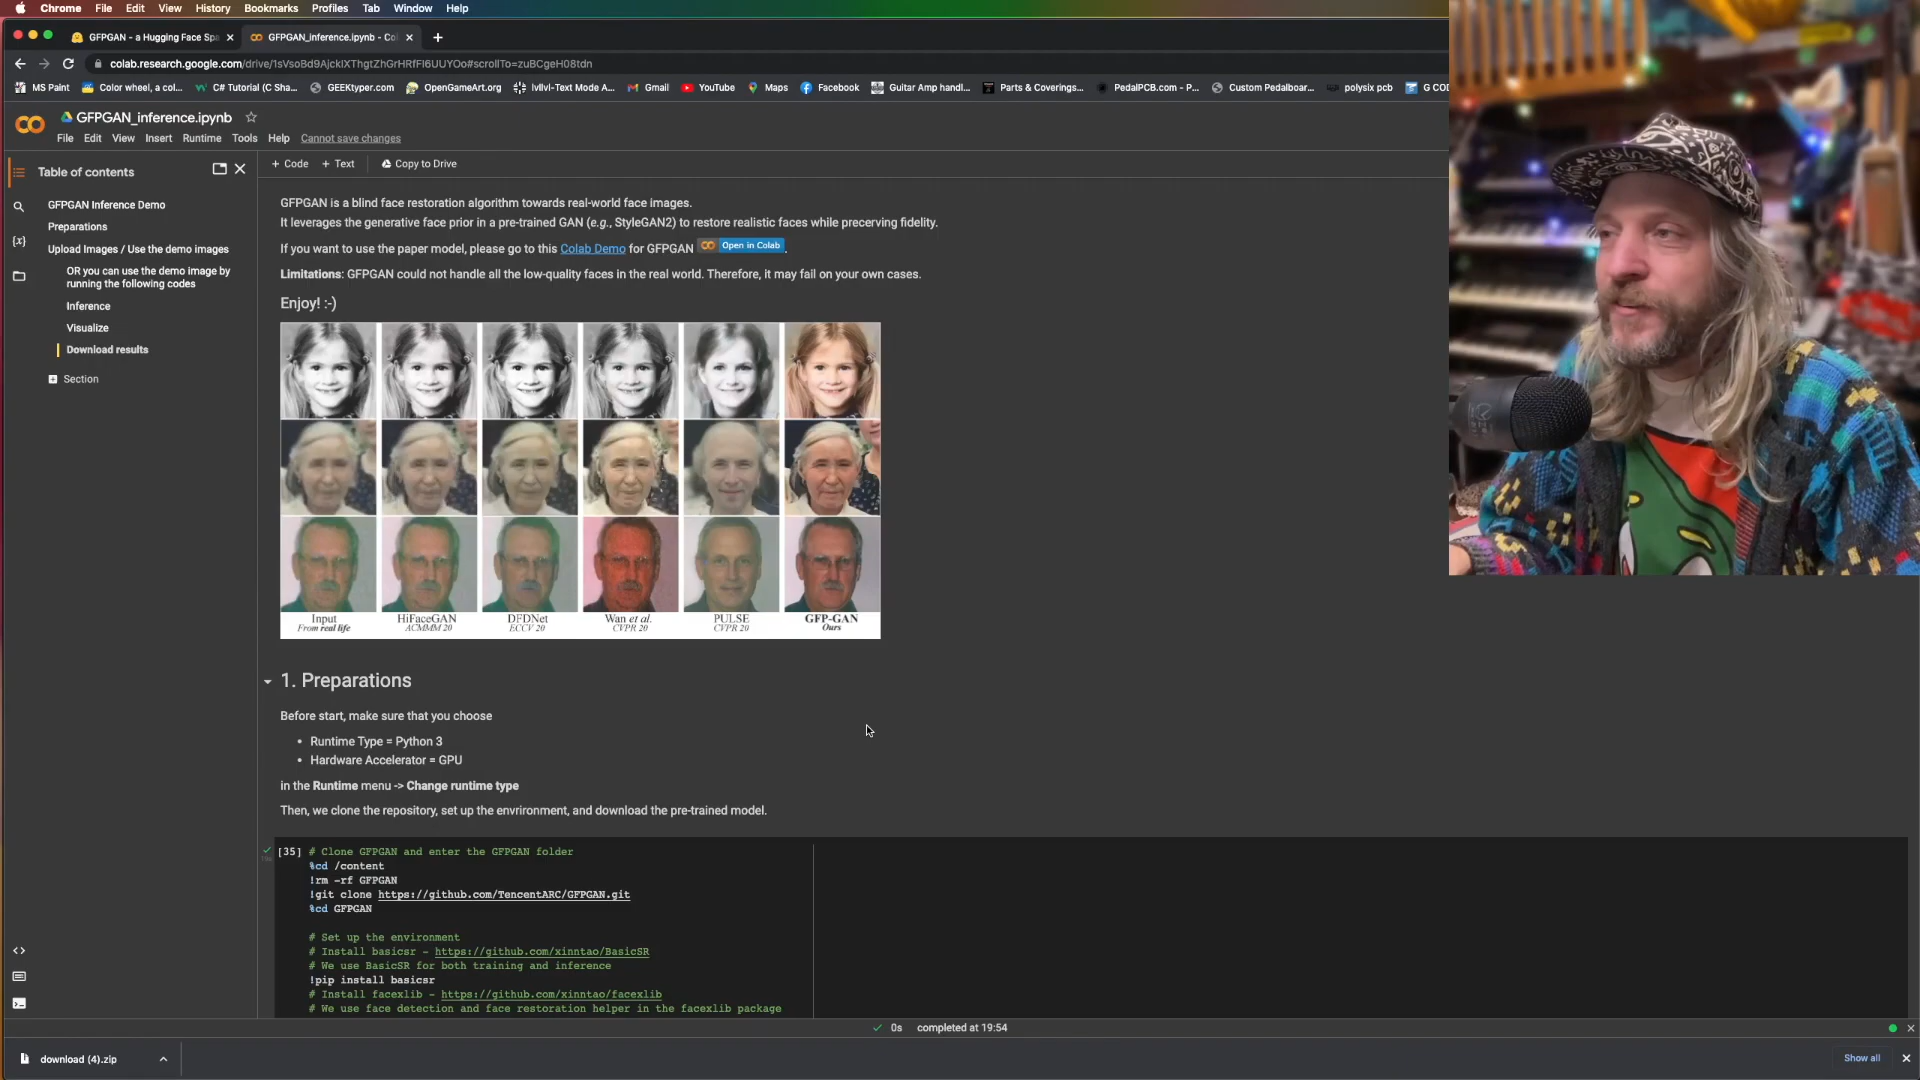 Chrome File Edit View History Bookmarks Profiles Tab Window Help
GFPGAN - a Hugging Face Spa
GFPGAN_inference.ipynb - Co
colab.research.google.com/drive/1sVsoBd9AjckIXThgtZhGrHRfFI6UUYOo#scrollTo=zuBCgeH08tdn
MS Paint Color wheel, a col... C# Tutorial (C Sha... GEEKtyper.com OpenGameArt.org lvllvl-Text Mode A... Gmail YouTube Maps Facebook Guitar Amp handl... Parts & Coverings... PedalPCB.com - P... Custom Pedalboar... polysix pcb G COD
GFPGAN_inference.ipynb
File Edit View Insert Runtime Tools Help Cannot save changes
+ Code + Text Copy to Drive
Table of contents
GFPGAN Inference Demo
Preparations
Upload Images / Use the demo images
OR you can use the demo image by
running the following codes
Inference
Visualize
Download results
Section
GFPGAN is a blind face restoration algorithm towards real-world face images.
It leverages the generative face prior in a pre-trained GAN (e.g., StyleGAN2) to restore realistic faces while precerving fidelity.
If you want to use the paper model, please go to this Colab Demo for GFPGAN Open in Colab.
Limitations: GFPGAN could not handle all the low-quality faces in the real world. Therefore, it may fail on your own cases.
Enjoy! :-)
Input HiFaceGAN DFDNet Wan et al. PULSE GFP-GAN
From real life ACMMM 20 ECCV 20 CVPR 20 CVPR 20 Ours
1. Preparations
Before start, make sure that you choose
• Runtime Type = Python 3
• Hardware Accelerator = GPU
in the Runtime menu -> Change runtime type
Then, we clone the repository, set up the envrironment, and download the pre-trained model.
[35] # Clone GFPGAN and enter the GFPGAN folder
%cd /content
!rm -rf GFPGAN
!git clone https://github.com/TencentARC/GFPGAN.git
%cd GFPGAN
# Set up the environment
# Install basicsr - https://github.com/xinntao/BasicSR
# We use BasicSR for both training and inference
!pip install basicsr
# Install facexlib - https://github.com/xinntao/facexlib
# We use face detection and face restoration helper in the facexlib package
0s completed at 19:54
download (4).zip
Show all